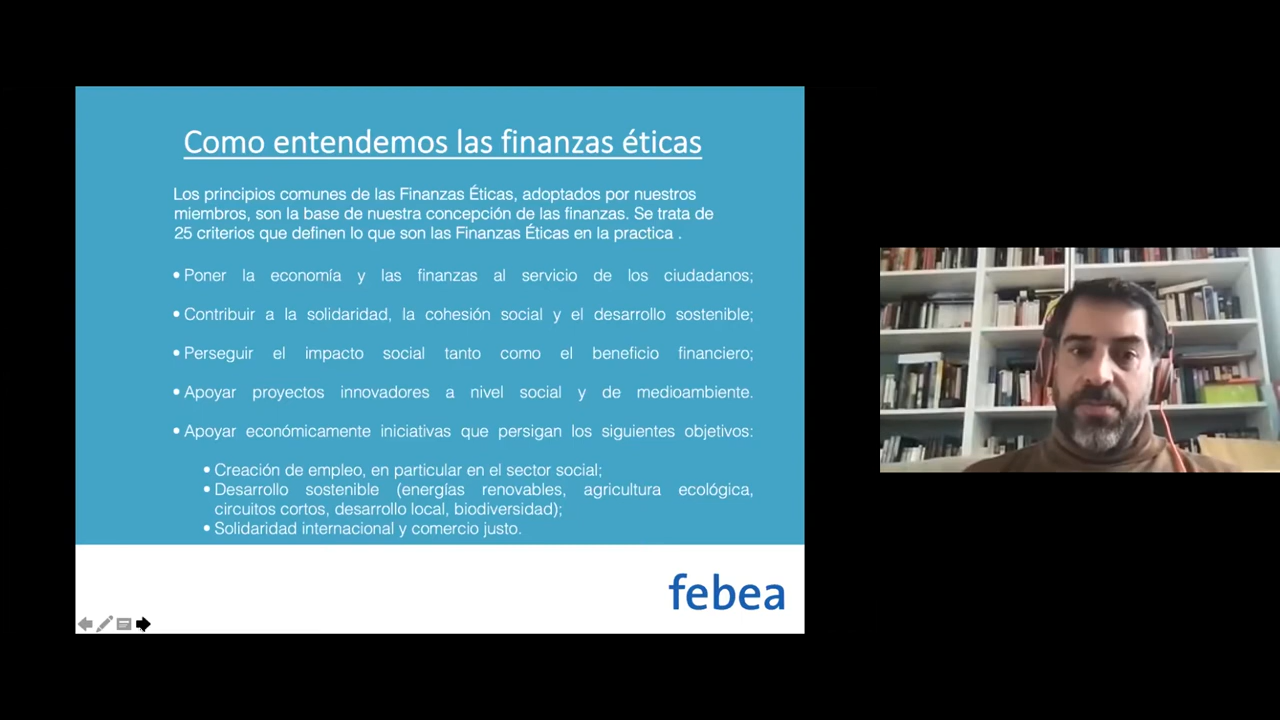 Como entendemos las finanzas éticas
Los principios comunes de las Finanzas Éticas, adoptados por nuestros
miembros, son la base de nuestra concepción de las finanzas. Se trata de
25 criterios que definen lo que son las Finanzas Éticas en la practica .
• Poner la economía y las finanzas al servicio de los ciudadanos;
• Contribuir a la solidaridad, la cohesión social y el desarrollo sostenible;
• Perseguir el impacto social tanto como el beneficio financiero;
• Apoyar proyectos innovadores a nivel social y de medioambiente.
• Apoyar económicamente iniciativas que persigan los siguientes objetivos:
• Creación de empleo, en particular en el sector social;
• Desarrollo sostenible (energías renovables, agricultura ecológica,
circuitos cortos, desarrollo local, biodiversidad);
• Solidaridad internacional y comercio justo.
febea